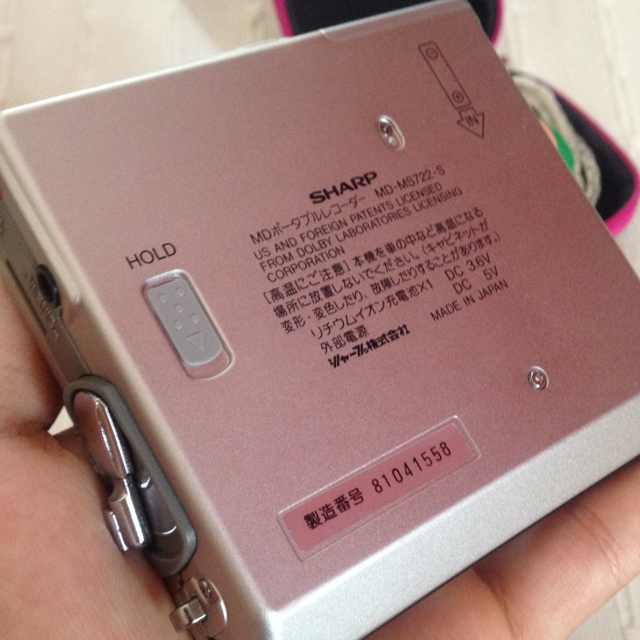 IN
SHARP
MDポータブルレコーダー MD-MS722-S
US AND FOREIGN PATENTS LICENSED
FROM DOLBY LABORATORIES LICENSING
CORPORATION
【高温にご注意】本機を車の中など高温になる
場所に放置しないでください。(キャビネットが
変形・変色したり、故障したりすることがあります。)
リチウムイオン充電池X1 DC 3.6V
外部電源 DC 5V
シャープ株式会社 MADE IN JAPAN
HOLD
製造番号 81041558